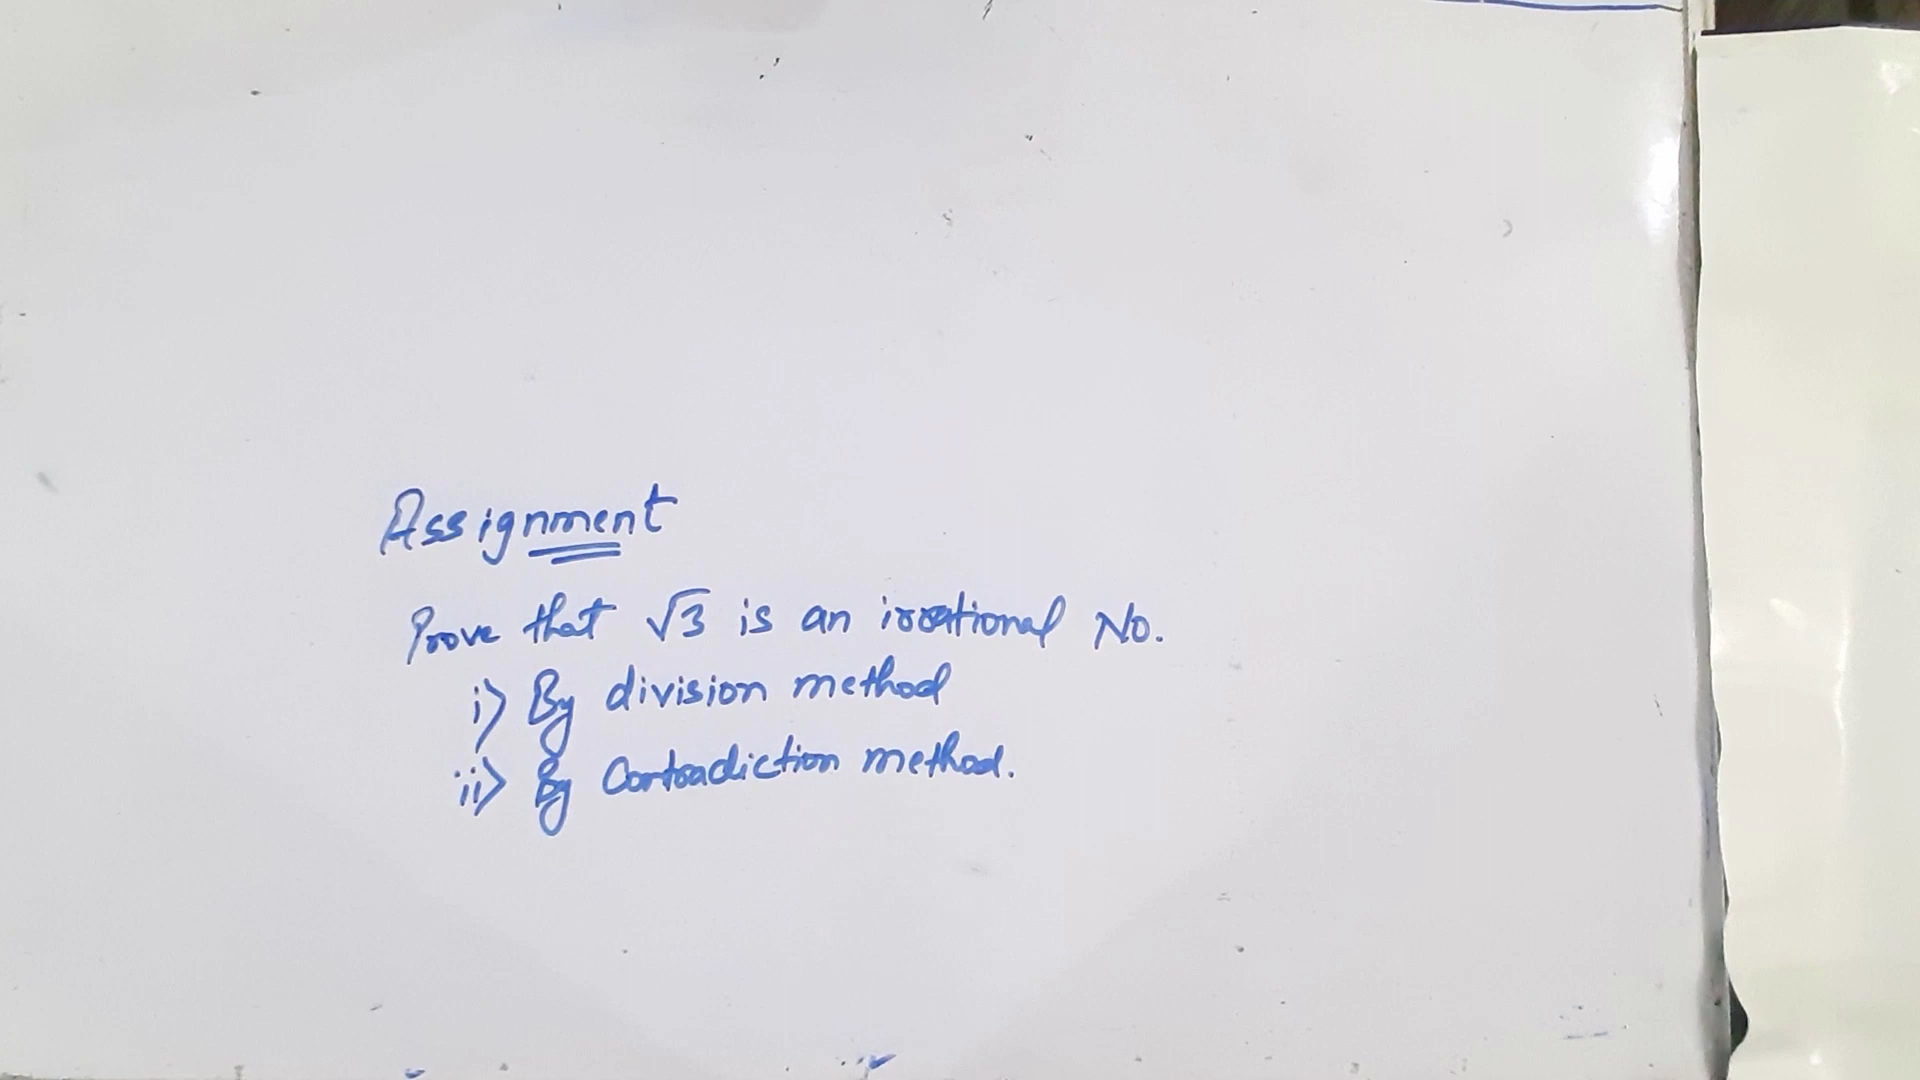 Assignment
Prove that √3 is an irrational No.
i) By division method
ii) By Contradiction method.